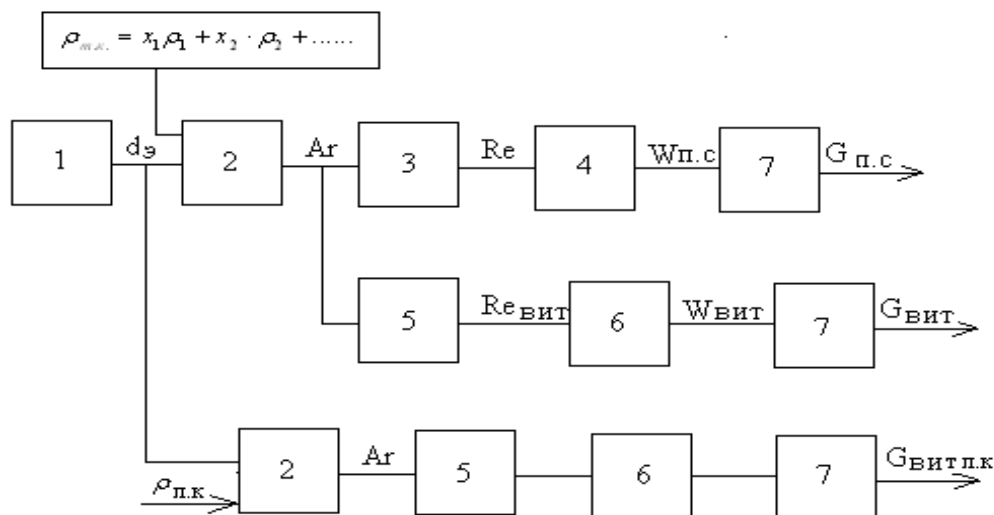 ρт.к. = x₁ρ₁ + x₂ · ρ₂ + ......
1 dэ 2 Ar 3 Re 4 Wп.с 7 G п.с
5 Reвит 6 Wвит 7 Gвит
ρп.к 2 Ar 5 6 7 Gвит п.к